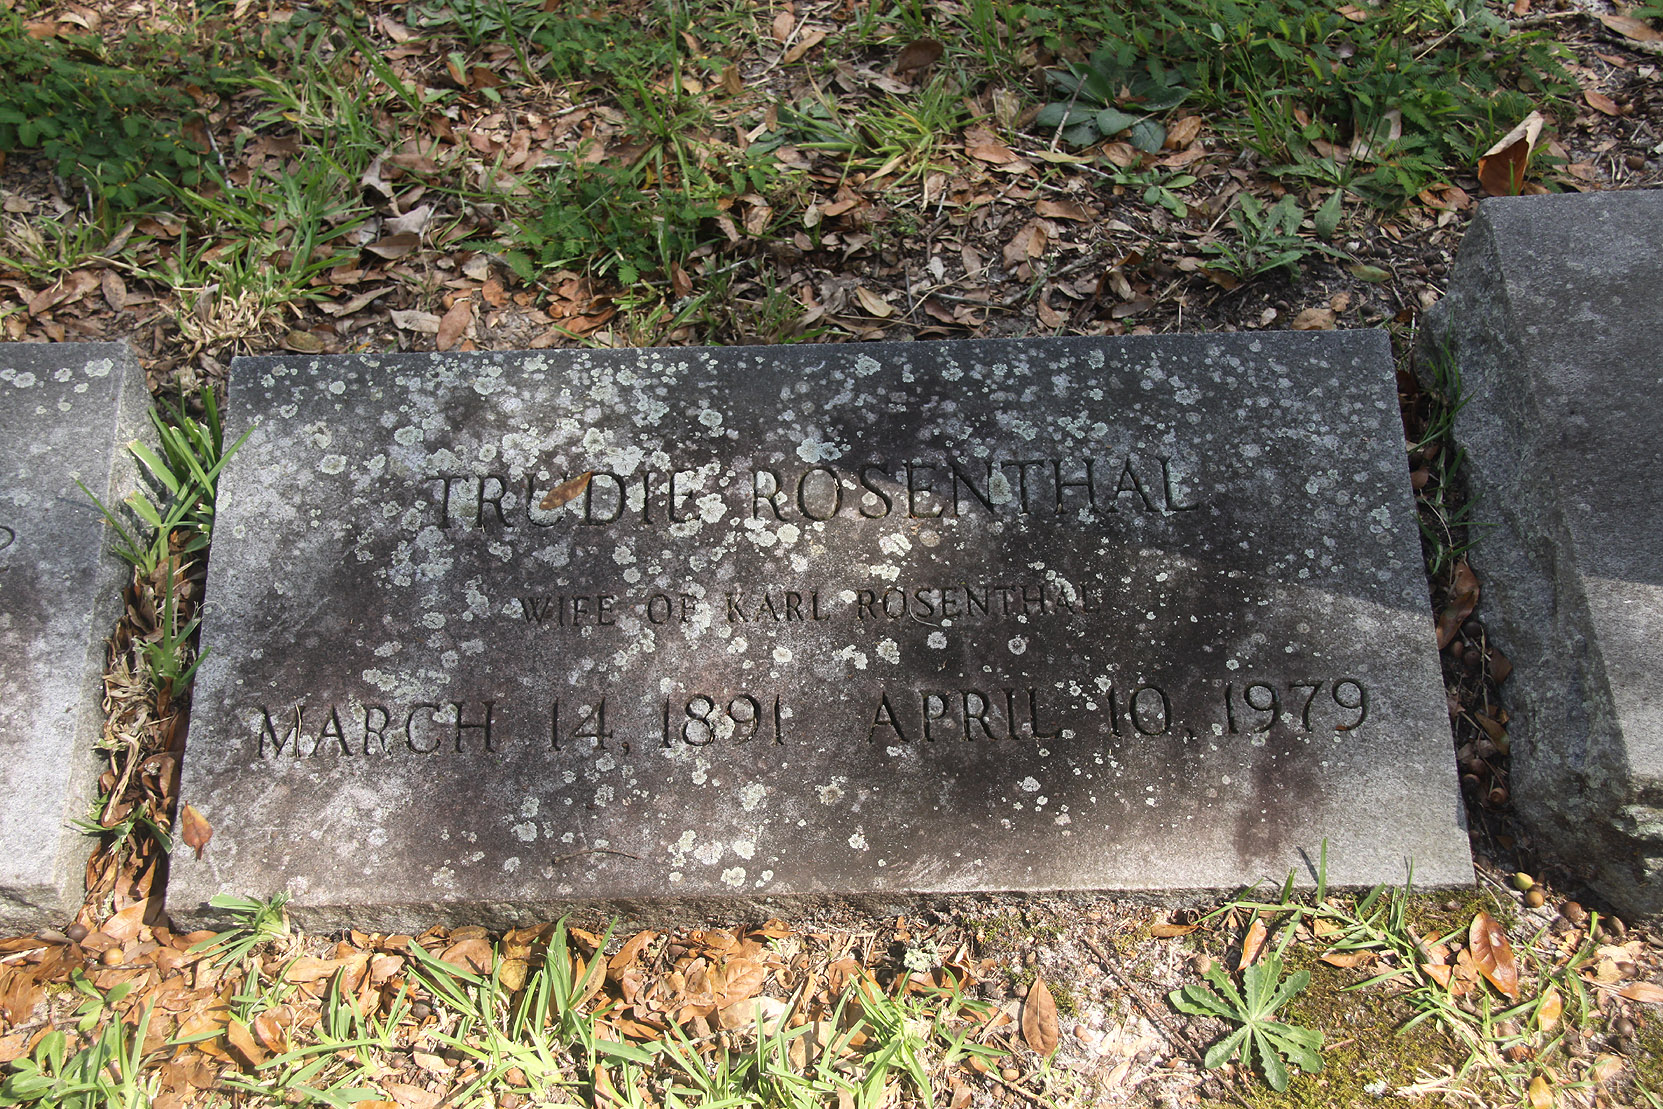 TRUDIE ROSENTHAL
WIFE OF KARL ROSENTHAL
MARCH 14, 1891 APRIL 10, 1979